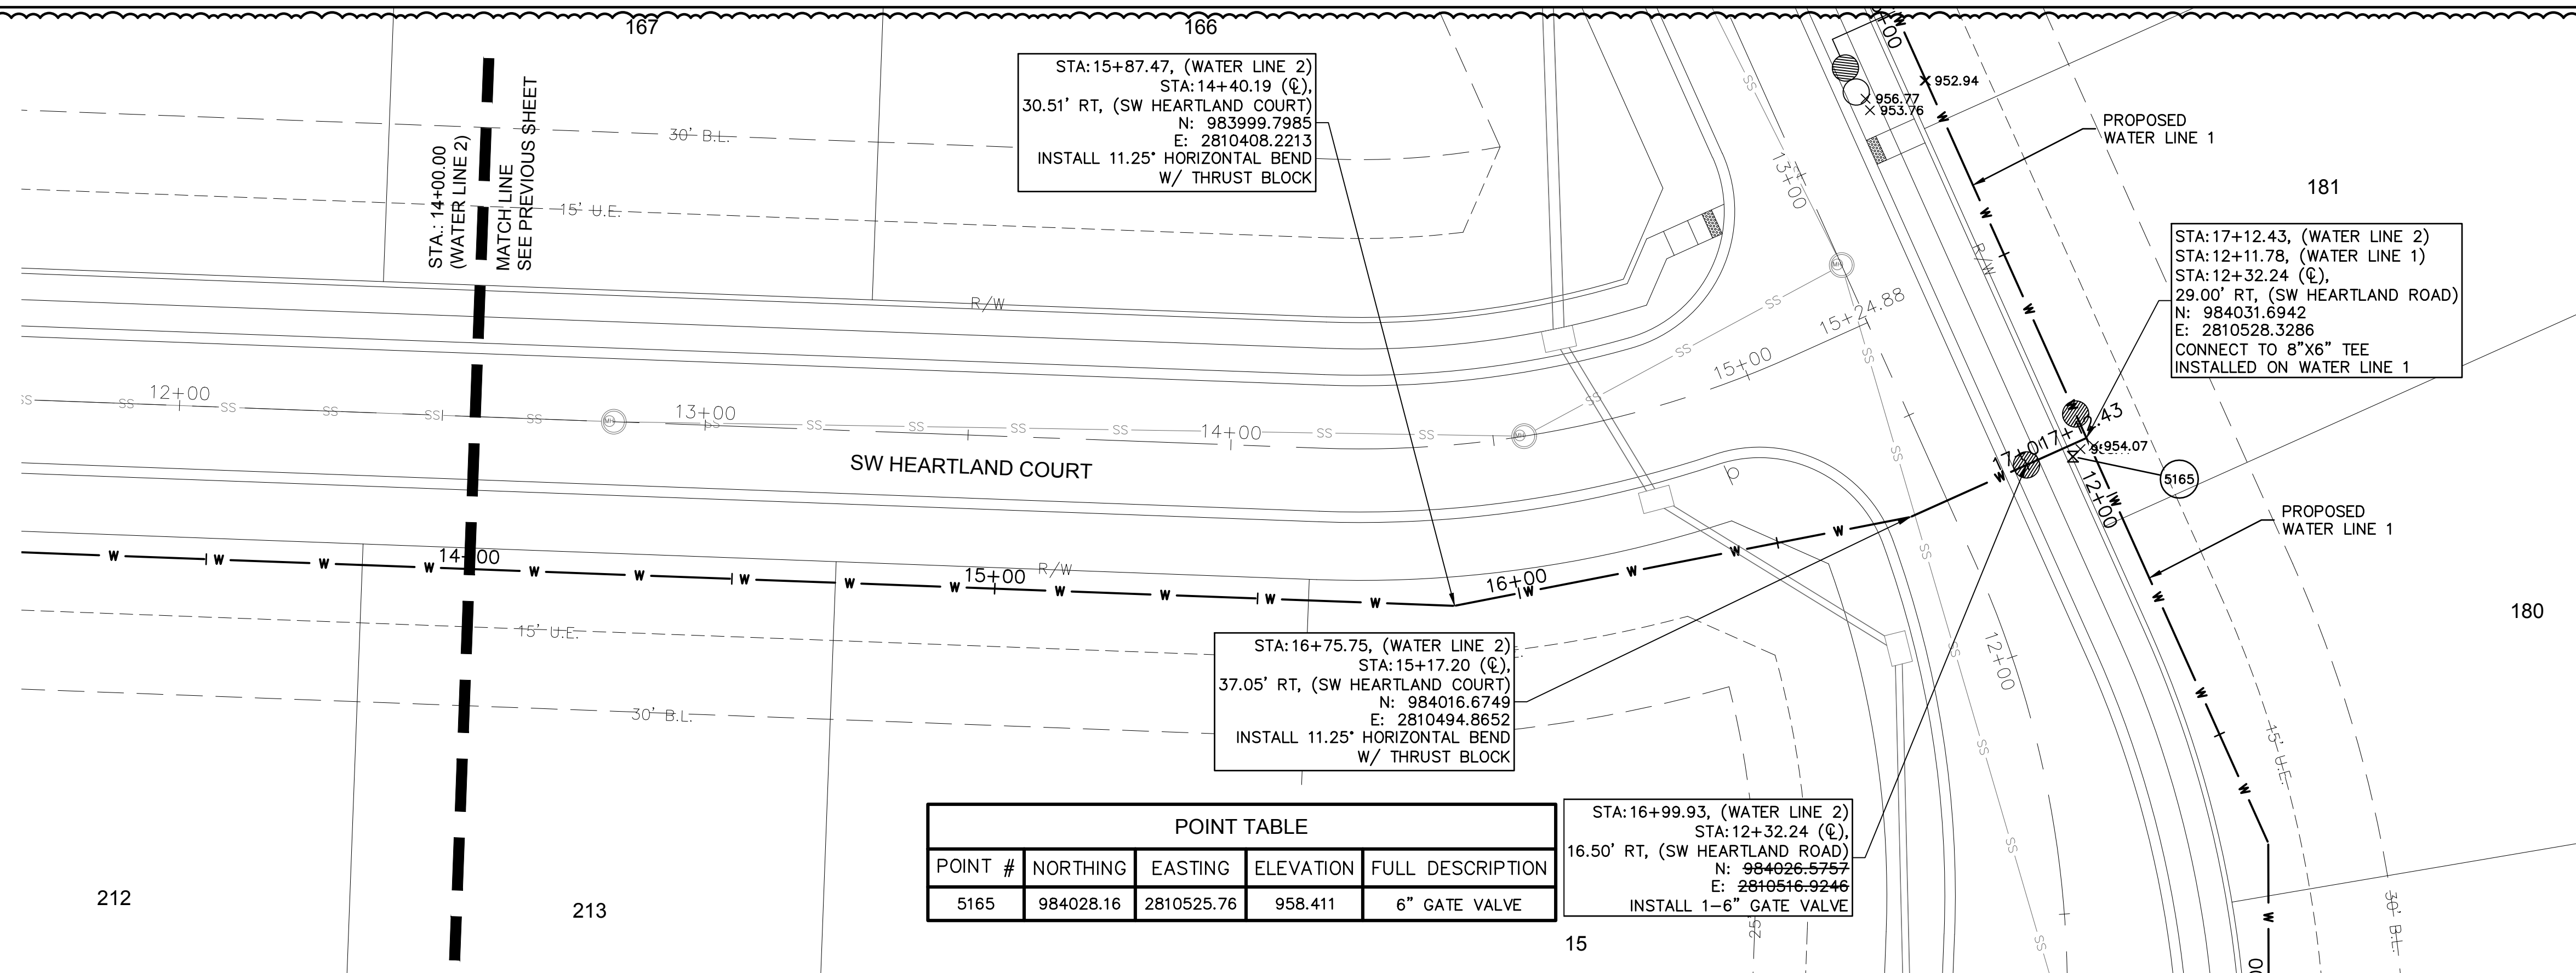 167
166
181
180
212
213
15
STA.: 14+00.00
(WATER LINE 2)
MATCH LINE
SEE PREVIOUS SHEET
30' B.L.
15' U.E.
R/W
STA:15+87.47, (WATER LINE 2)
STA:14+40.19 (℄),
30.51' RT, (SW HEARTLAND COURT)
N: 983999.7985
E: 2810408.2213
INSTALL 11.25° HORIZONTAL BEND
W/ THRUST BLOCK
952.94
956.77
953.76
PROPOSED
WATER LINE 1
13+00
R/W
STA:17+12.43, (WATER LINE 2)
STA:12+11.78, (WATER LINE 1)
STA:12+32.24 (℄),
29.00' RT, (SW HEARTLAND ROAD)
N: 984031.6942
E: 2810528.3286
CONNECT TO 8"X6" TEE
INSTALLED ON WATER LINE 1
12+00
13+00
14+00
15+00
15+24.88
SW HEARTLAND COURT
954.07
5165
12+00
PROPOSED
WATER LINE 1
14+00
15+00
R/W
16+00
15' U.E.
30' B.L.
STA:16+75.75, (WATER LINE 2)
STA:15+17.20 (℄),
37.05' RT, (SW HEARTLAND COURT)
N: 984016.6749
E: 2810494.8652
INSTALL 11.25° HORIZONTAL BEND
W/ THRUST BLOCK
12+00
15' U.E.
30' B.L.
POINT TABLE
POINT # NORTHING EASTING ELEVATION FULL DESCRIPTION
5165 984028.16 2810525.76 958.411 6" GATE VALVE
STA:16+99.93, (WATER LINE 2)
STA:12+32.24 (℄),
16.50' RT, (SW HEARTLAND ROAD)
N: 984026.5757
E: 2810516.9246
INSTALL 1-6" GATE VALVE